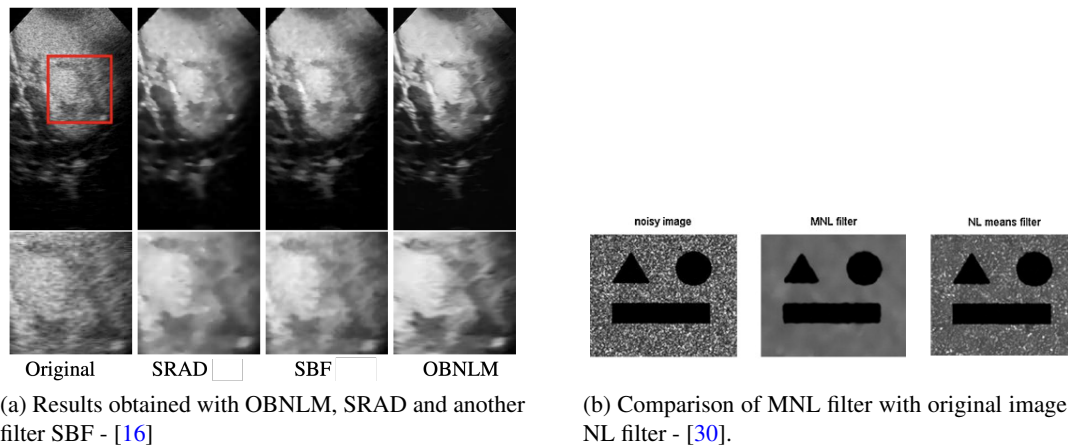 Original SRAD SBF OBNLM
(a) Results obtained with OBNLM, SRAD and another
filter SBF - [16]
noisy image MNL filter NL means filter
(b) Comparison of MNL filter with original image
NL filter - [30].